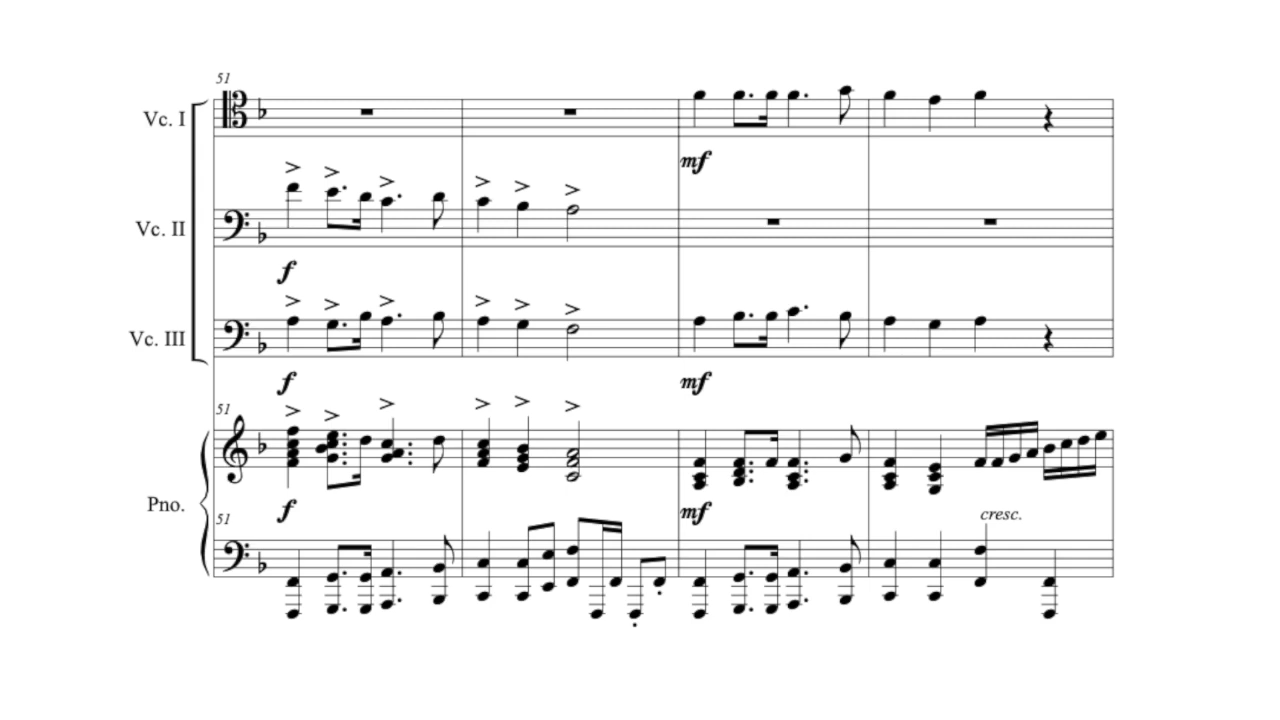 51
Vc. I
mf
Vc. II
f
Vc. III
f mf
51
Pno.
f mf
cresc.
51